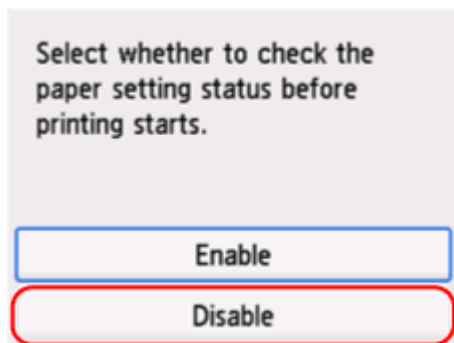 Select whether to check the
paper setting status before
printing starts.
Enable
Disable